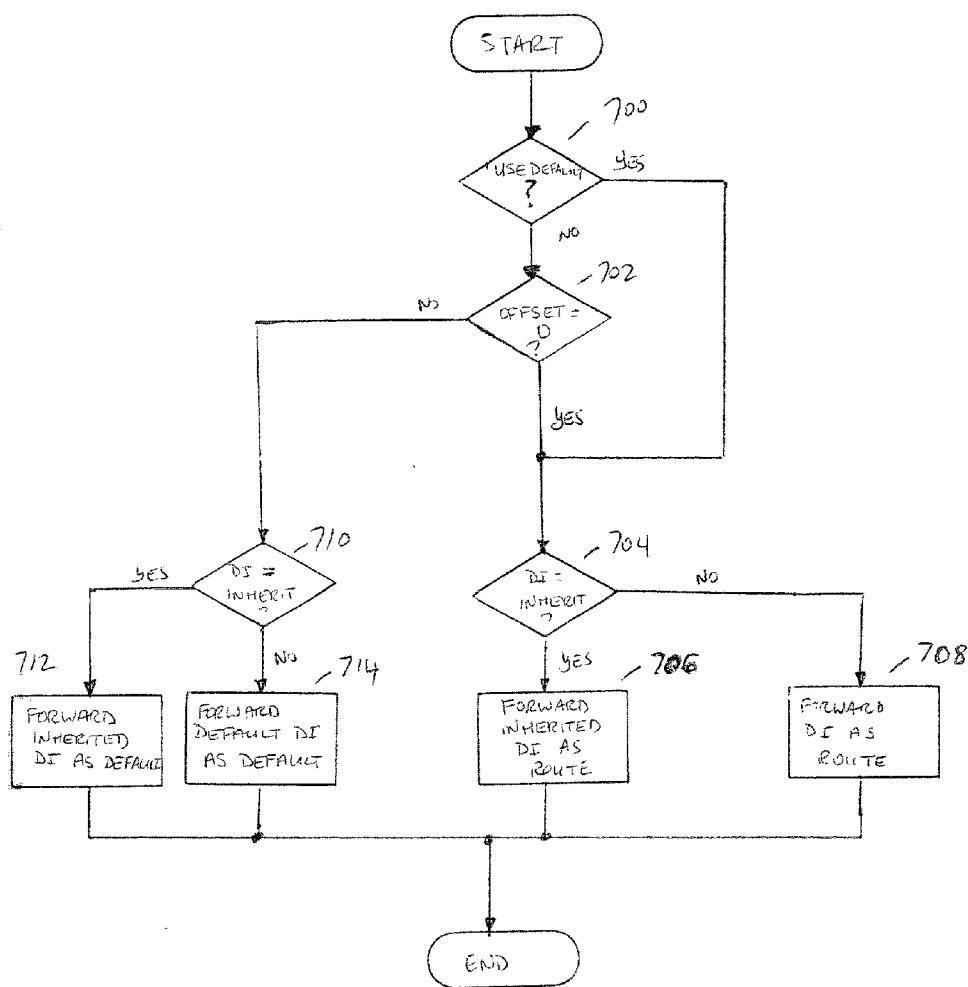 START
700
USE DEFAULT
?
YES
NO
702
OFFSET =
0
?
NO
YES
710
DI =
INHERIT
?
YES
NO
704
DI =
INHERIT
?
NO
YES
712
FORWARD
INHERITED
DI AS DEFAULT
714
FORWARD
DEFAULT DI
AS DEFAULT
706
FORWARD
INHERITED
DI AS
ROUTE
708
FORWARD
DI AS
ROUTE
END